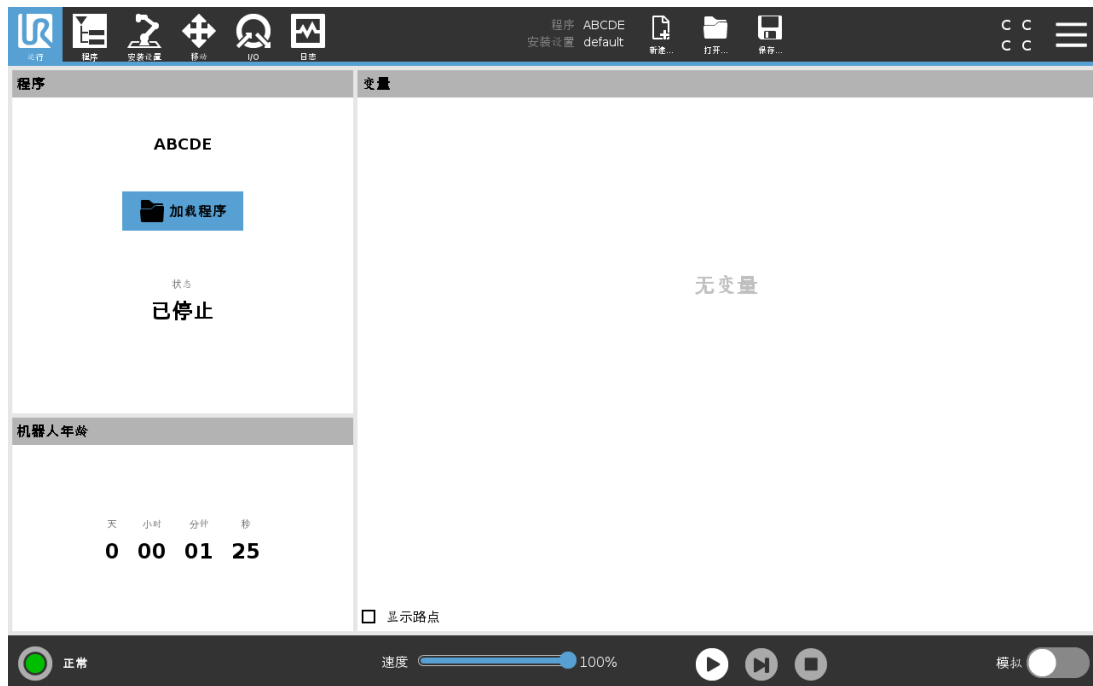 程序 ABCDE
安装设置 default
C C
C C
运行 程序 安装设置 移动 I/O 日志 新建... 打开... 保存...
程序
ABCDE
加载程序
状态
已停止
机器人年龄
天 小时 分钟 秒
0 00 01 25
变量
无变量
显示路点
正常
速度 100%
模拟